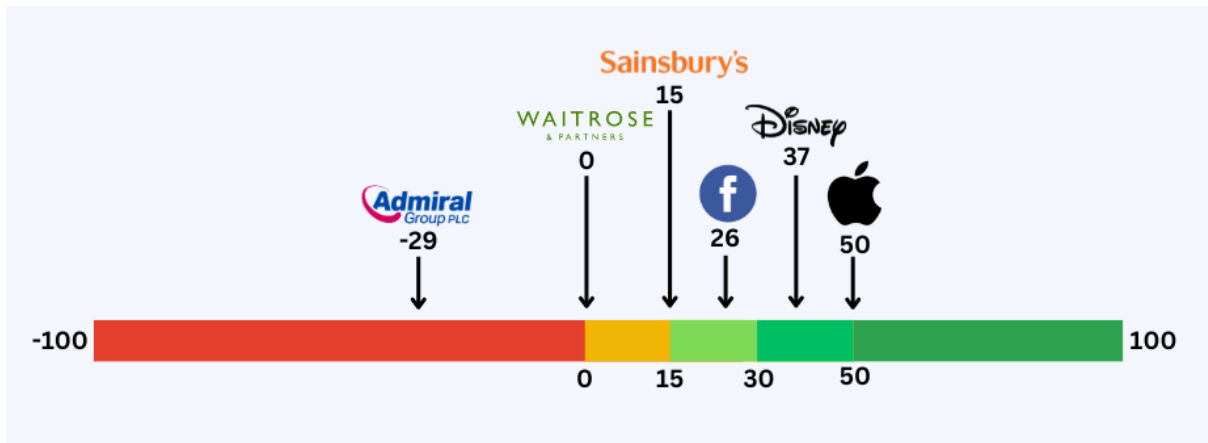 Sainsbury's
15
WAITROSE
& PARTNERS
0
Disney
37
Admiral
Group PLC
-29
f
26
50
-100
100
0
15
30
50